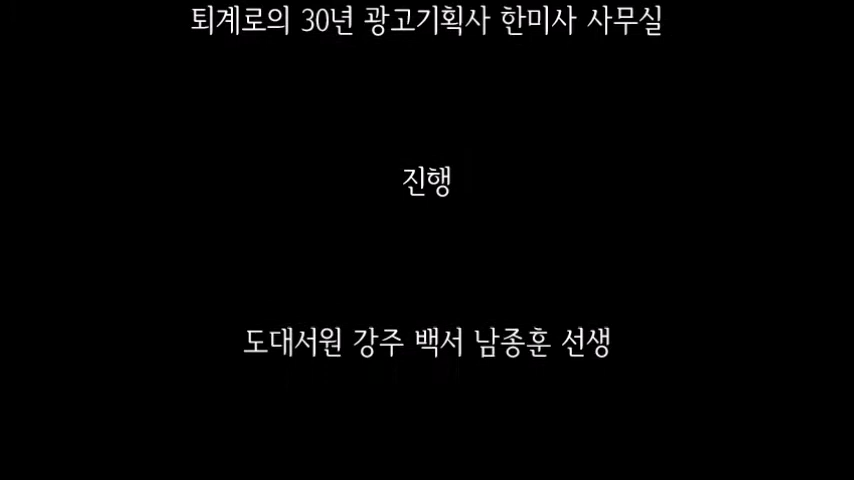 퇴계로의 30년 광고기획사 한미사 사무실
진행
도대서원 강주 백서 남종훈 선생